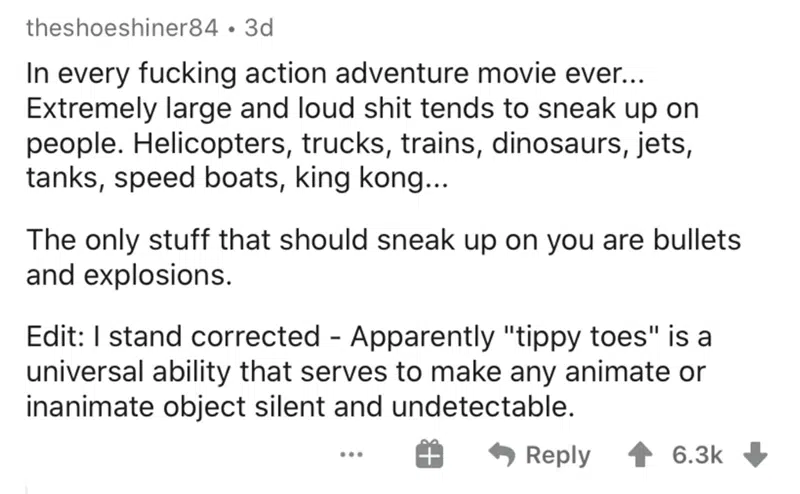 theshoeshiner84 • 3d
In every fucking action adventure movie ever...
Extremely large and loud shit tends to sneak up on
people. Helicopters, trucks, trains, dinosaurs, jets,
tanks, speed boats, king kong...
The only stuff that should sneak up on you are bullets
and explosions.
Edit: I stand corrected - Apparently "tippy toes" is a
universal ability that serves to make any animate or
inanimate object silent and undetectable.
... Reply 6.3k